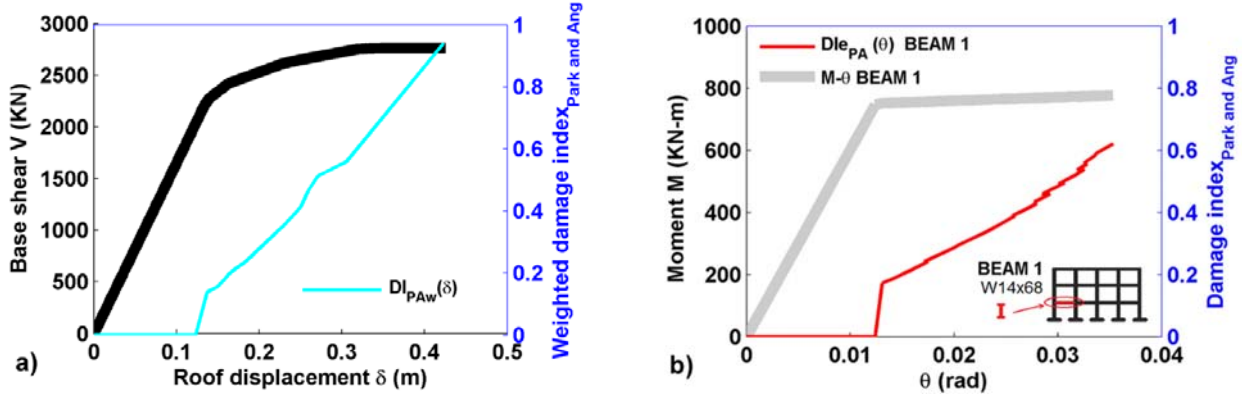 3000
2500
2000
1500
1000
500
0
Base shear V (KN)
1
0.8
0.6
0.4
0.2
0
Weighted damage index Park and Ang
DI PAw (δ)
0
0.1
0.2
0.3
0.4
0.5
Roof displacement δ (m)
a)
1000
800
600
400
200
0
Moment M (KN-m)
DIe PA (θ) BEAM 1
M-θ BEAM 1
1
0.8
0.6
0.4
0.2
0
Damage index Park and Ang
BEAM 1
W14x68
I
0
0.01
0.02
0.03
0.04
θ (rad)
b)